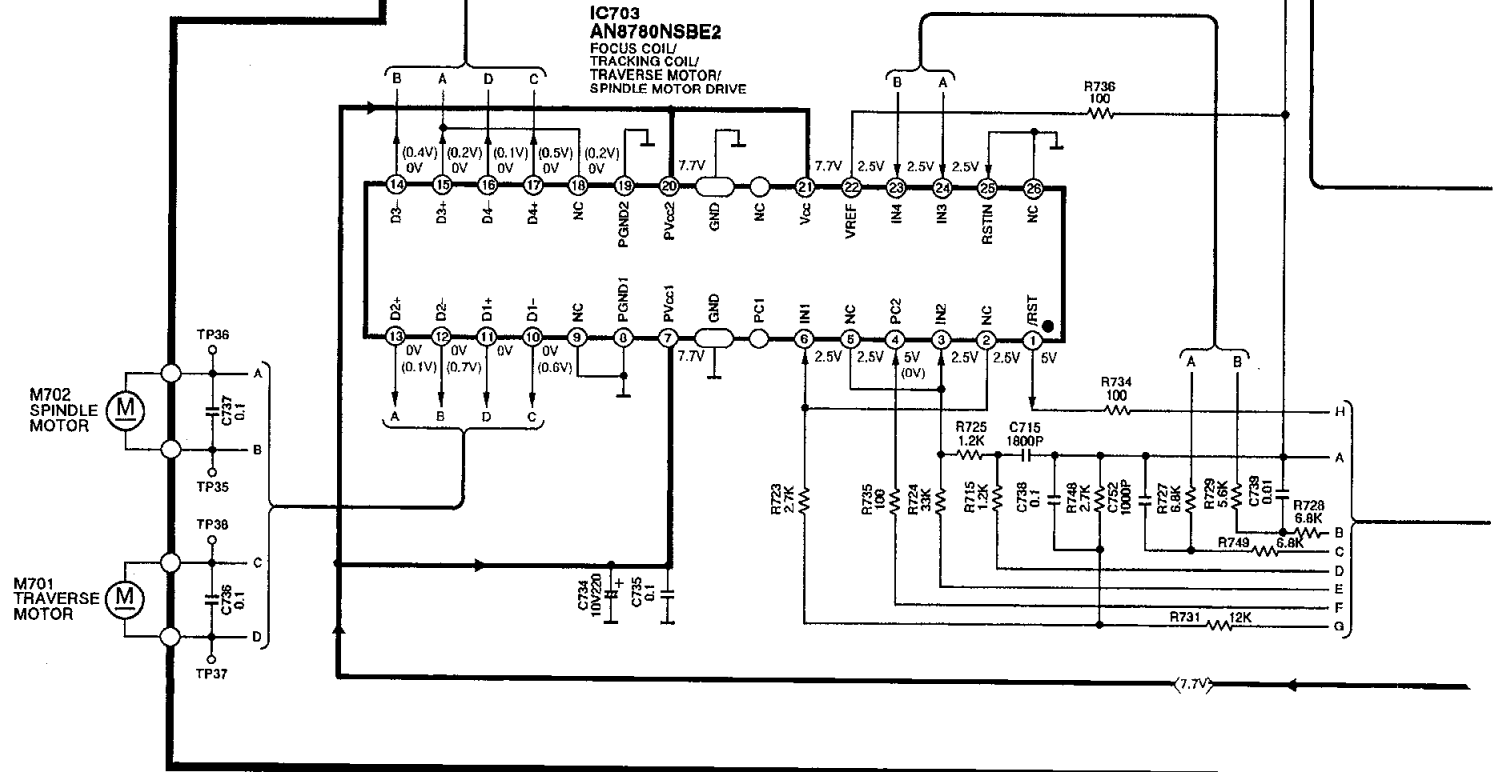 IC703
AN8780NSBE2
FOCUS COIL/
TRACKING COIL/
TRAVERSE MOTOR/
SPINDLE MOTOR DRIVE
B A D C
B A
R736
100
(0.4V) (0.2V) (0.1V) (0.5V) (0.2V)
0V 0V 0V 0V 0V
7.7V 7.7V 2.5V 2.5V 2.5V
14 15 16 17 18 19 20 21 22 23 24 25 26
D3- D3+ D4- D4+ NC PGND2 PVcc2 GND NC Vcc VREF IN4 IN3 RSTIN NC
D2+ D2- D1+ D1- NC PGND1 PVcc1 GND PC1 IN1 NC PC2 IN2 NC /RST
13 12 11 10 9 8 7 6 5 4 3 2 1
0V 0V 0V 0V 7.7V 2.5V 2.5V 5V 2.5V 2.5V 5V
(0.1V) (0.7V) (0.6V) (0V)
A B D C
A B
TP36
A
M702
SPINDLE
MOTOR
M
C737
0.1
B
TP35
TP38
C
M701
TRAVERSE
MOTOR
M
C736
0.1
D
TP37
R734
100
H
R725
1.2K
C715
1800P
A
R723
2.7K
R735
100
R724
33K
R715
1.2K
C738
0.1
R748
2.7K
C752
1000P
R727
6.8K
R729
5.6K
C739
0.01
R728
6.8K
B
R749 6.8K
C
D
E
F
R731 12K
G
C734
10V220
+
C735
0.1
7.7V